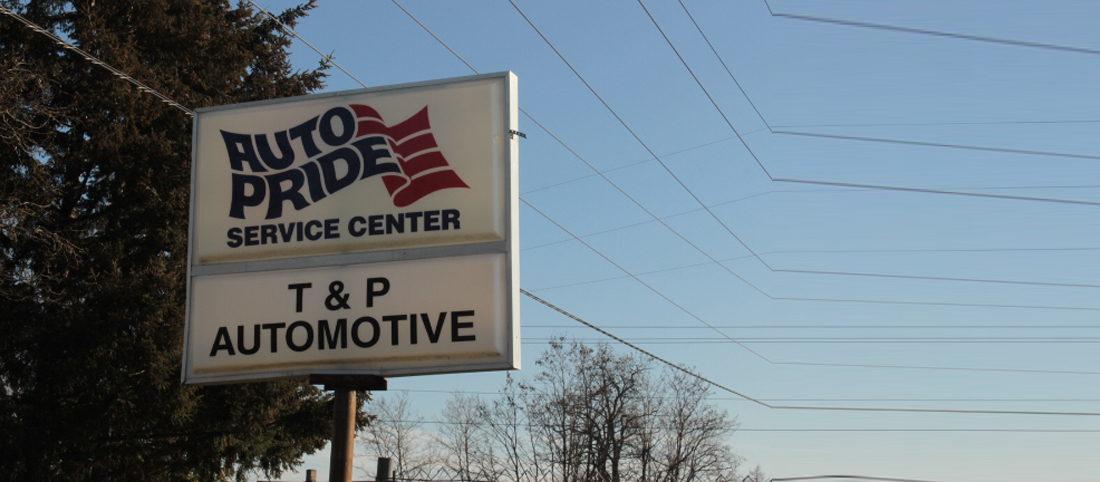 AUTO
PRIDE
SERVICE CENTER
T & P
AUTOMOTIVE